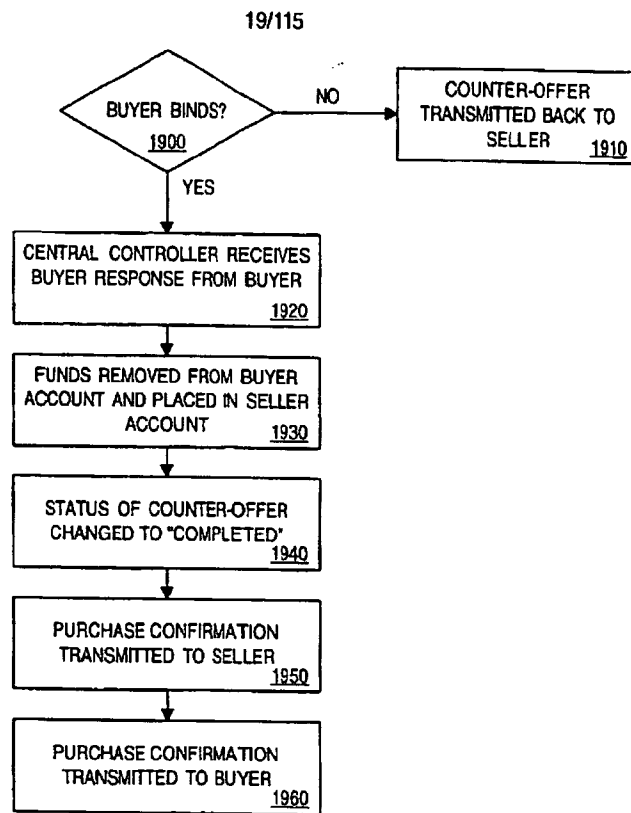 19/115
BUYER BINDS?
1900
NO
YES
COUNTER-OFFER
TRANSMITTED BACK TO
SELLER
1910
CENTRAL CONTROLLER RECEIVES
BUYER RESPONSE FROM BUYER
1920
FUNDS REMOVED FROM BUYER
ACCOUNT AND PLACED IN SELLER
ACCOUNT
1930
STATUS OF COUNTER-OFFER
CHANGED TO "COMPLETED"
1940
PURCHASE CONFIRMATION
TRANSMITTED TO SELLER
1950
PURCHASE CONFIRMATION
TRANSMITTED TO BUYER
1960